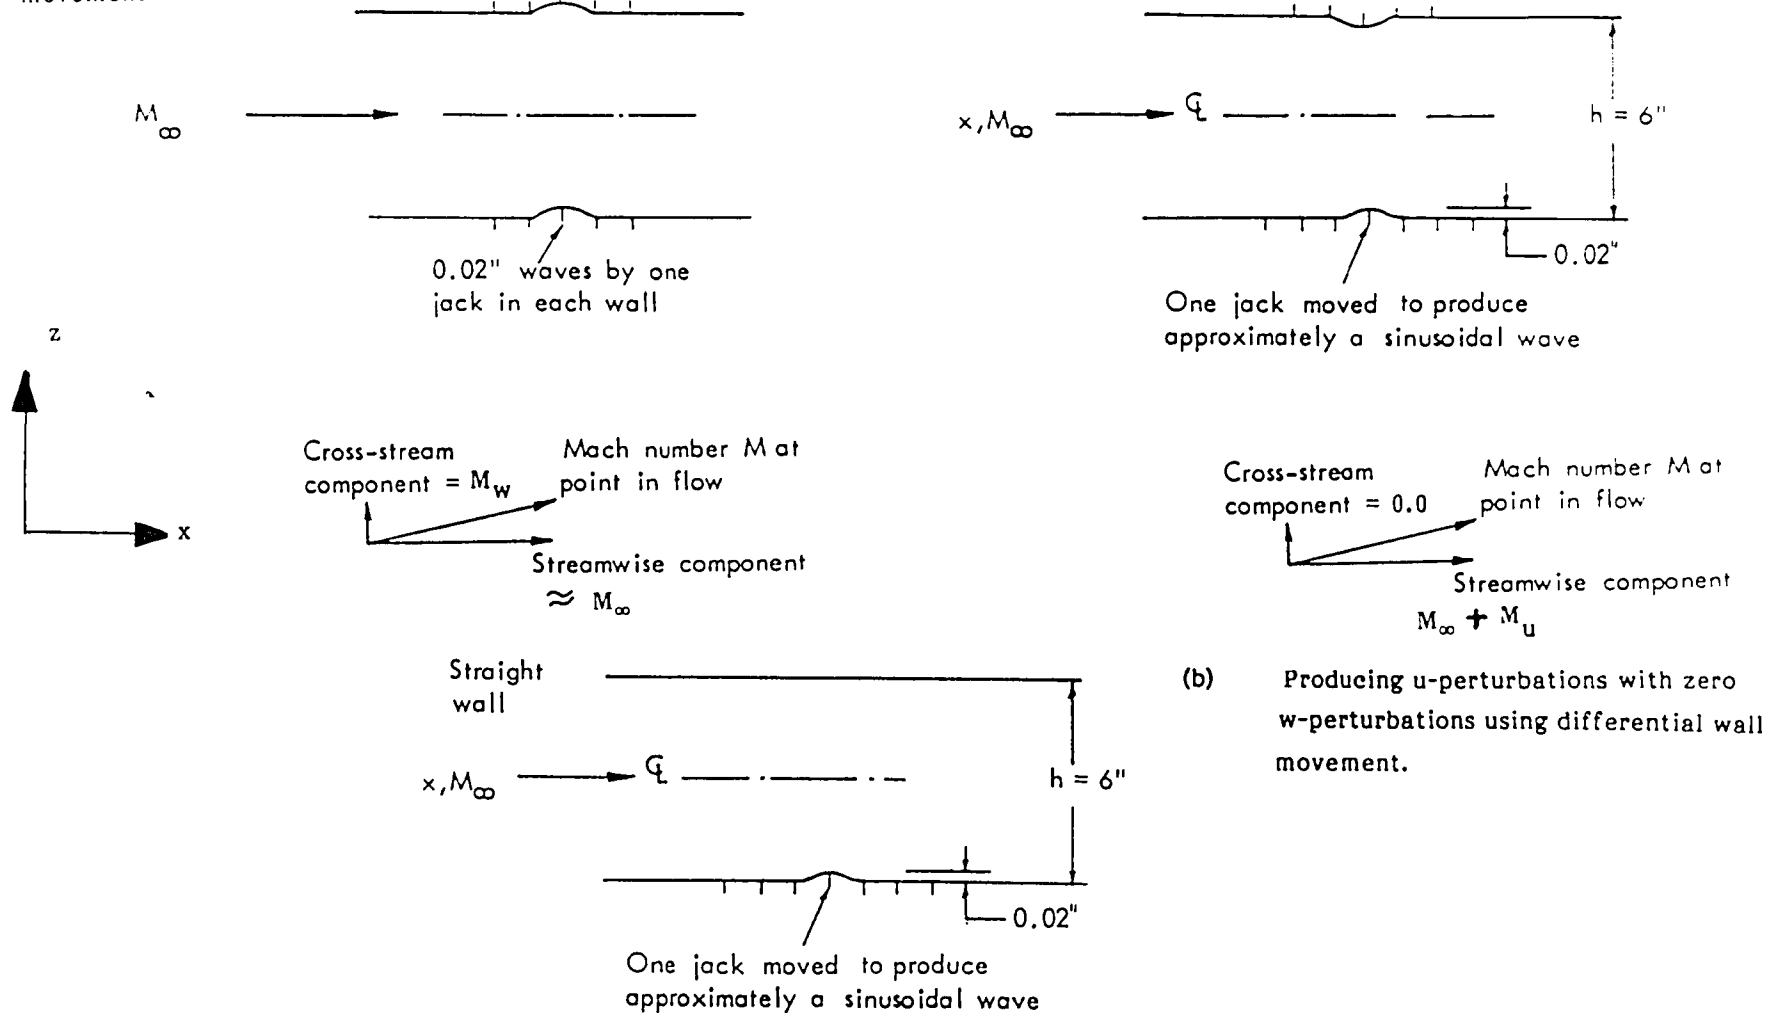 M∞
0.02" waves by one
jack in each wall
x,M∞
℄
h = 6"
0.02"
One jack moved to produce
approximately a sinusoidal wave
z
x
Cross-stream
component = Mw
Mach number M at
point in flow
Streamwise component
≈ M∞
Cross-stream
component = 0.0
Mach number M at
point in flow
Streamwise component
M∞ + Mu
(b) Producing u-perturbations with zero
w-perturbations using differential wall
movement.
Straight
wall
x,M∞
℄
h = 6"
0.02"
One jack moved to produce
approximately a sinusoidal wave